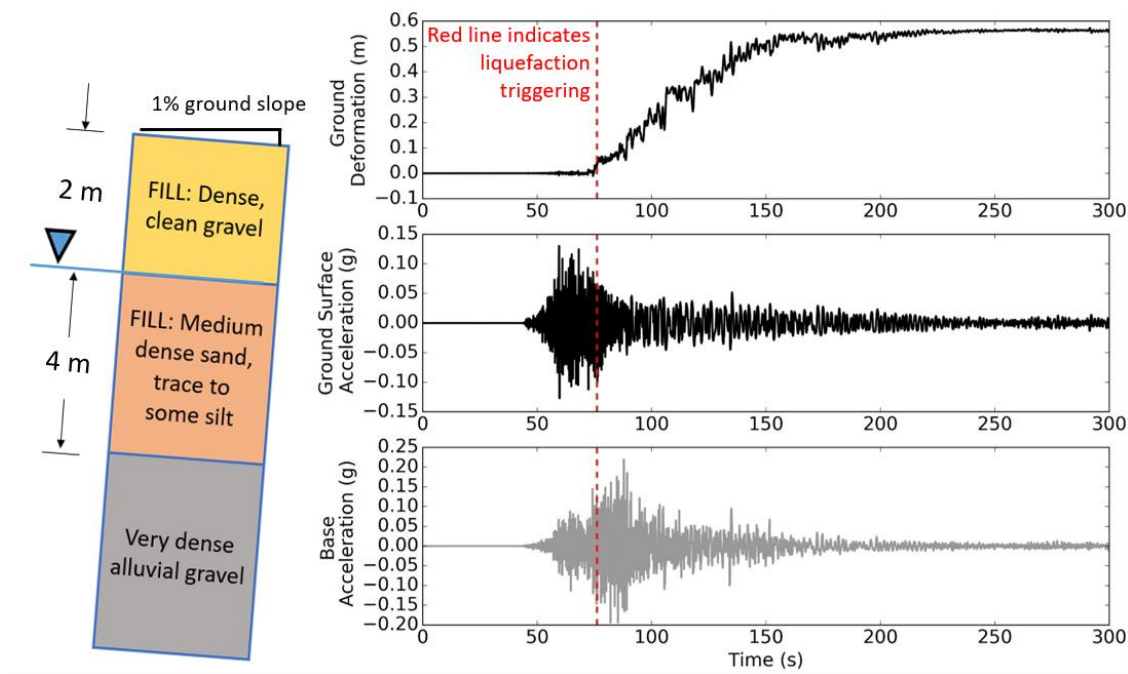 1% ground slope
2 m
FILL: Dense,
clean gravel
4 m
FILL: Medium
dense sand,
trace to
some silt
Very dense
alluvial gravel
Ground
Deformation (m)
0.6
0.5
0.4
0.3
0.2
0.1
0.0
−0.1
Red line indicates
liquefaction
triggering
0 50 100 150 200 250 300
Ground Surface
Acceleration (g)
0.15
0.10
0.05
0.00
−0.05
−0.10
−0.15
0 50 100 150 200 250 300
Base
Acceleration (g)
0.25
0.20
0.15
0.10
0.05
0.00
−0.05
−0.10
−0.15
−0.20
0 50 100 150 200 250 300
Time (s)